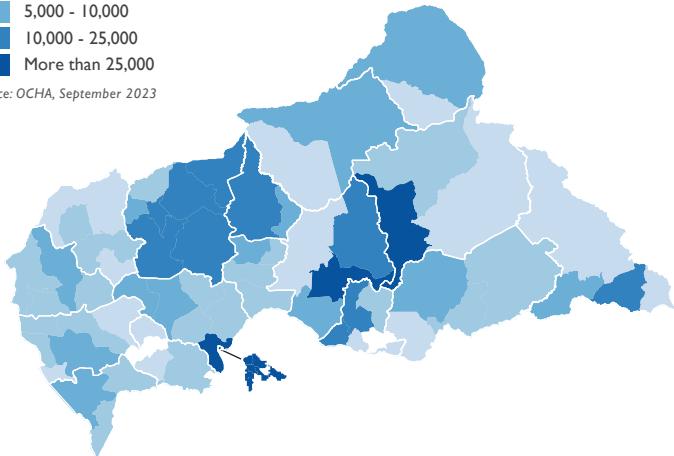 5,000 - 10,000
10,000 - 25,000
More than 25,000
ce: OCHA, September 2023